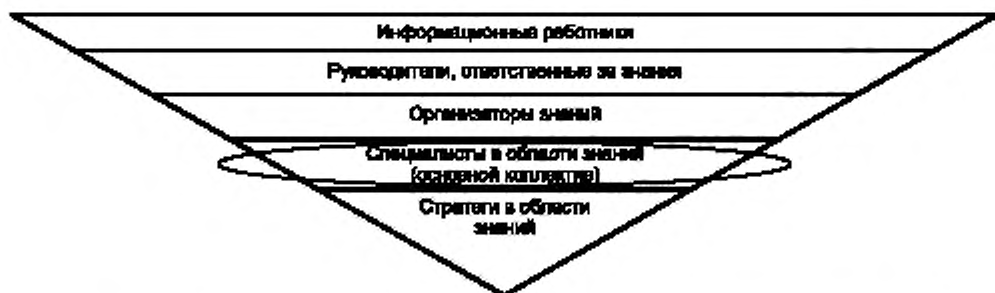 Информационные работники
Руководители, ответственные за знания
Организаторы знаний
Специалисты в области знаний
(основной коллектив)
Стратеги в области
знаний